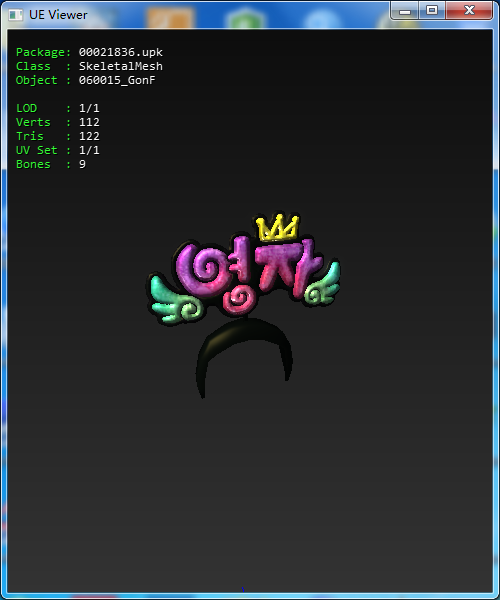 UE Viewer
Package: 00021836.upk
Class : SkeletalMesh
Object : 060015_GonF
LOD : 1/1
Verts : 112
Tris : 122
UV Set : 1/1
Bones : 9
영자